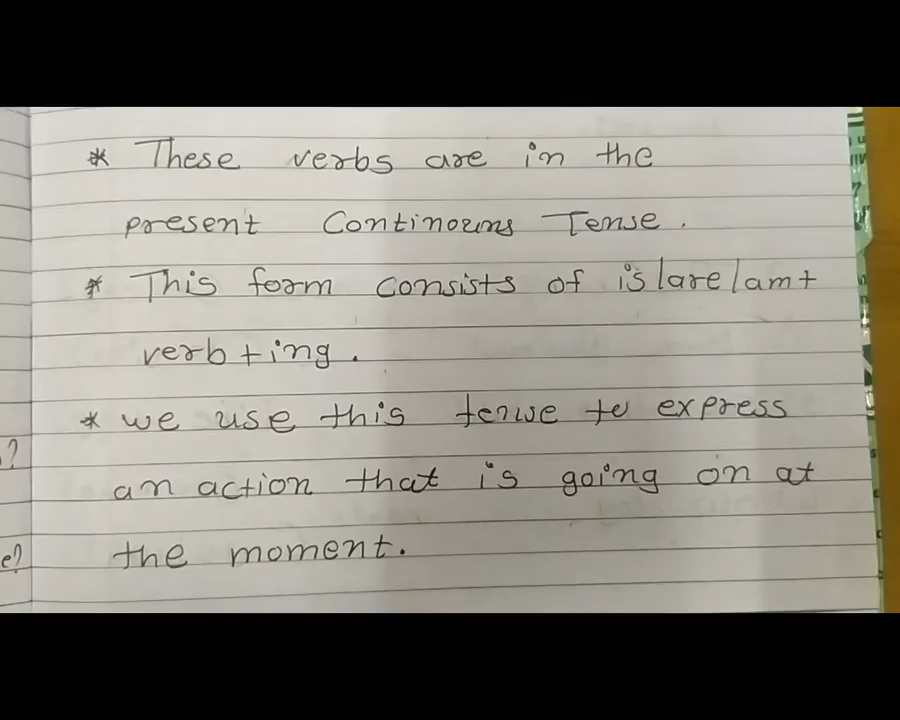 * These verbs are in the
present Continouns Tense.
* This form consists of is/are/am+
verb+ing.
* we use this tense to express
?
an action that is going on at
e?
the moment.